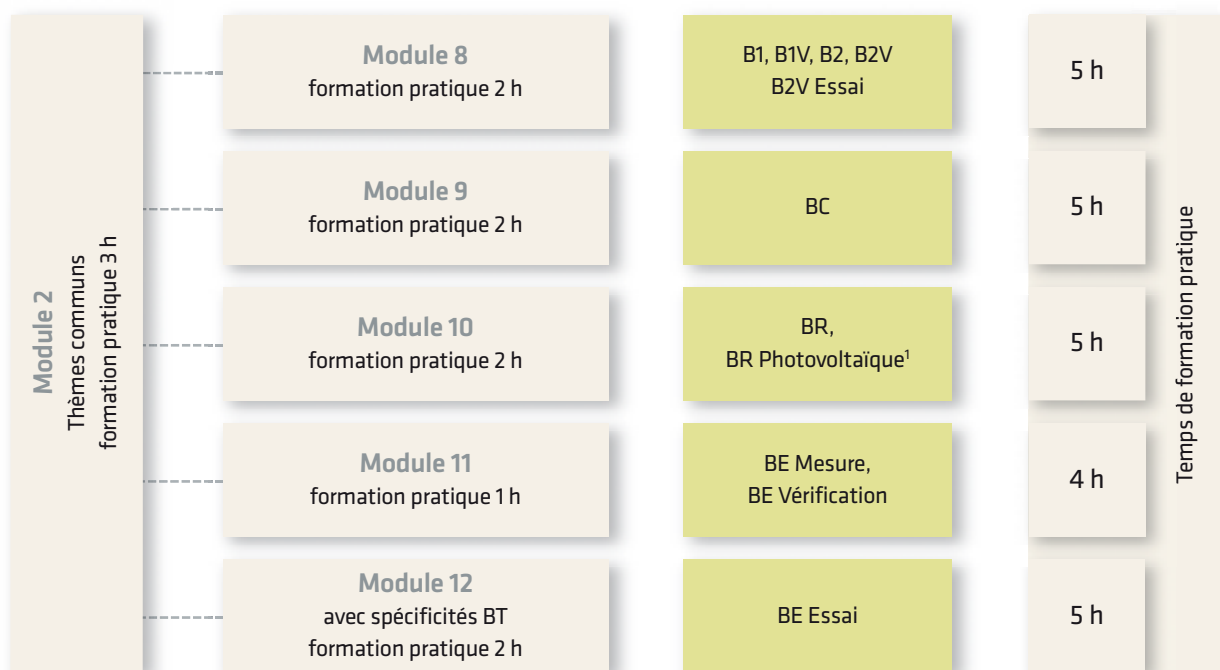 Module 2
Thèmes communs
formation pratique 3 h
Module 8
formation pratique 2 h
B1, B1V, B2, B2V
B2V Essai
5 h
Module 9
formation pratique 2 h
BC
5 h
Module 10
formation pratique 2 h
BR,
BR Photovoltaïque¹
5 h
Module 11
formation pratique 1 h
BE Mesure,
BE Vérification
4 h
Module 12
avec spécificités BT
formation pratique 2 h
BE Essai
5 h
Temps de formation pratique